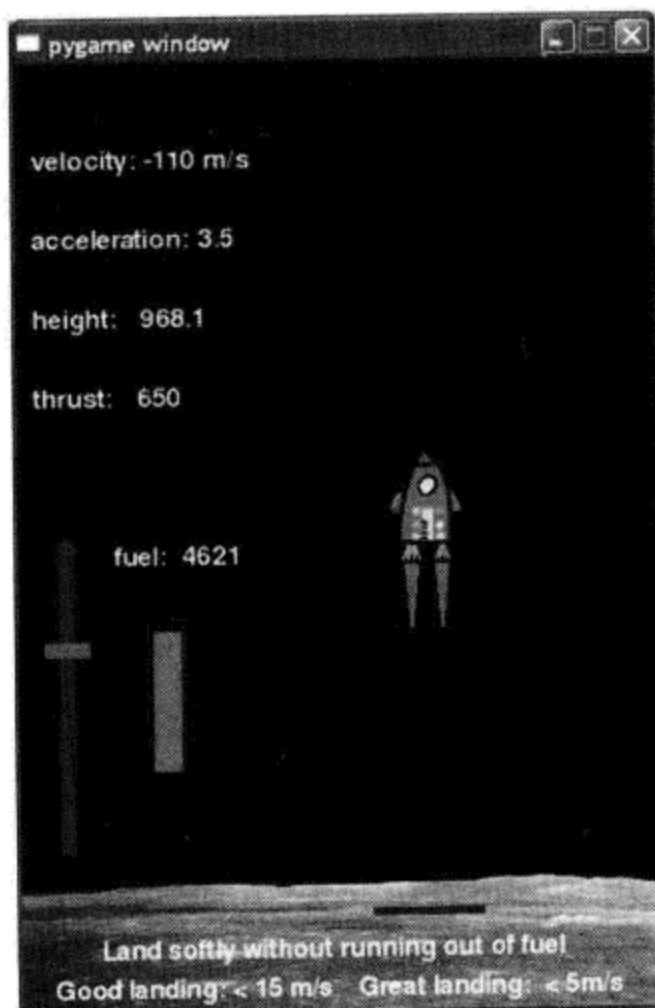 pygame window
velocity: -110 m/s
acceleration: 3.5
height: 968.1
thrust: 650
fuel: 4621
Land softly without running out of fuel
Good landing: < 15 m/s Great landing: < 5m/s